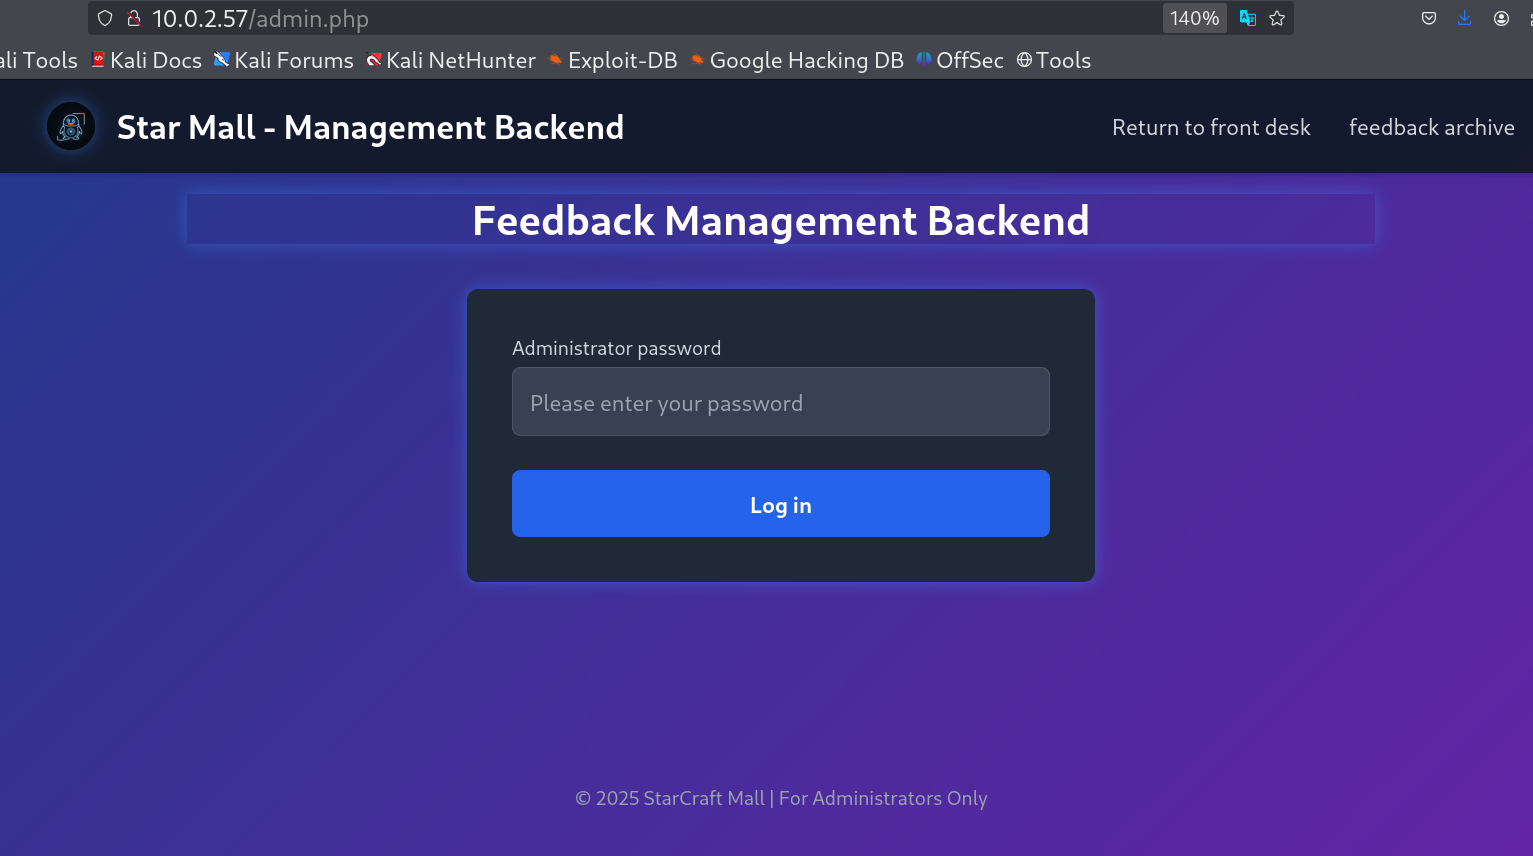 10.0.2.57/admin.php 140%
ali Tools Kali Docs Kali Forums Kali NetHunter Exploit-DB Google Hacking DB OffSec Tools
Star Mall - Management Backend Return to front desk feedback archive
Feedback Management Backend
Administrator password
Please enter your password
Log in
© 2025 StarCraft Mall | For Administrators Only